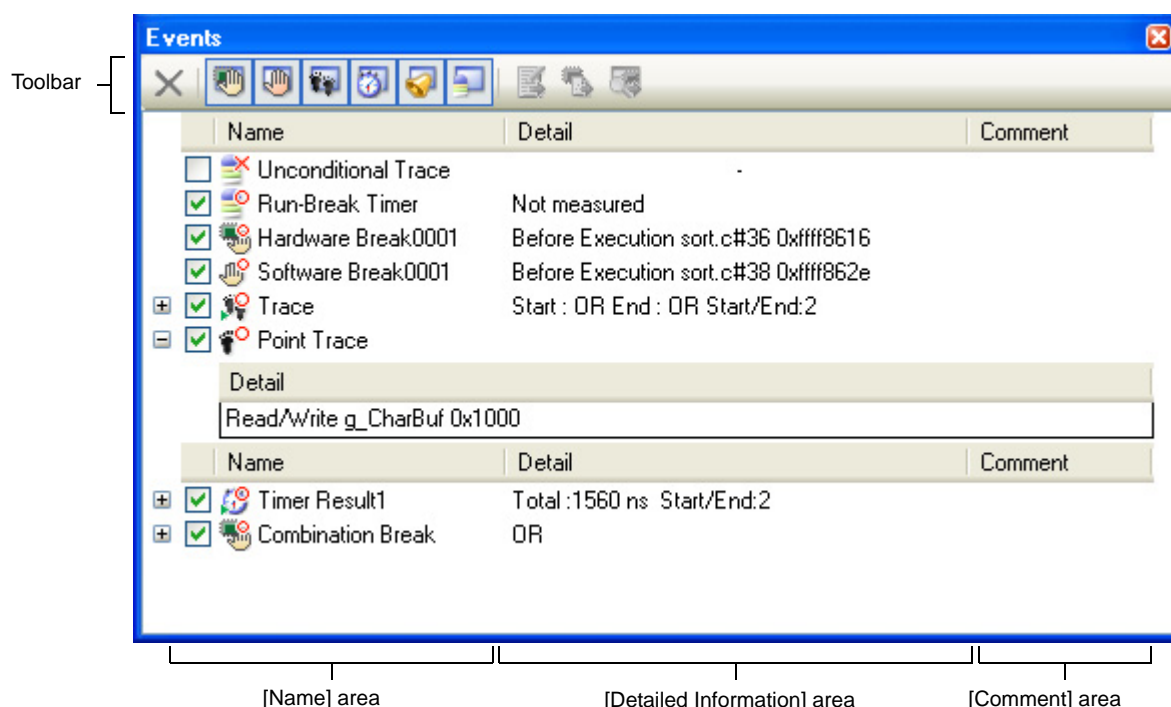 Events
Toolbar
Name Detail Comment
Unconditional Trace -
Run-Break Timer Not measured
Hardware Break0001 Before Execution sort.c#36 0xffff8616
Software Break0001 Before Execution sort.c#38 0xffff862e
Trace Start : OR End : OR Start/End:2
Point Trace
Detail
Read/Write g_CharBuf 0x1000
Name Detail Comment
Timer Result1 Total :1560 ns Start/End:2
Combination Break OR
[Name] area [Detailed Information] area [Comment] area